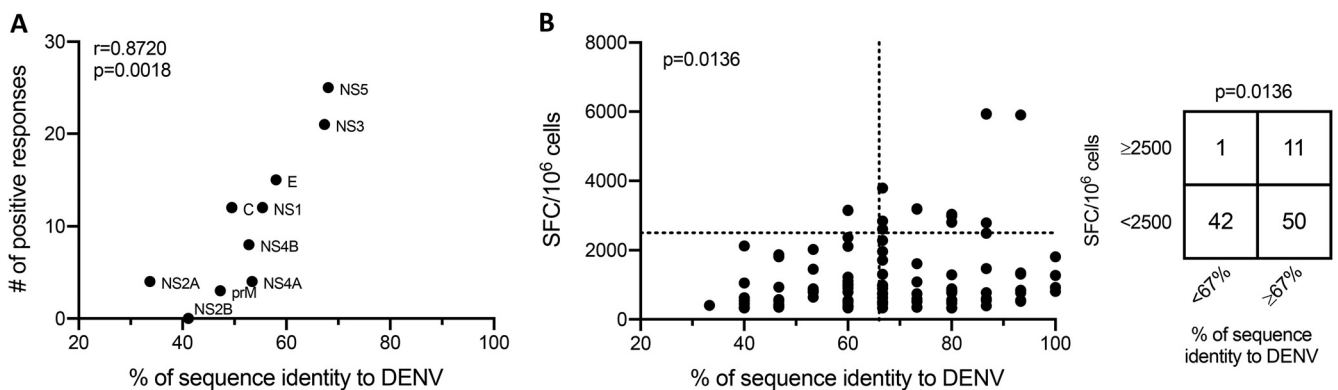 A
r=0.8720
p=0.0018
# of positive responses
30
20
10
0
NS5
NS3
E
C
NS1
NS4B
NS2A
NS4A
prM
NS2B
20
40
60
80
100
% of sequence identity to DENV
B
p=0.0136
SFC/10⁶ cells
8000
6000
4000
2000
0
20
40
60
80
100
% of sequence identity to DENV
p=0.0136
SFC/10⁶ cells
≥2500
1
11
<2500
42
50
<67%
≥67%
% of sequence
identity to DENV